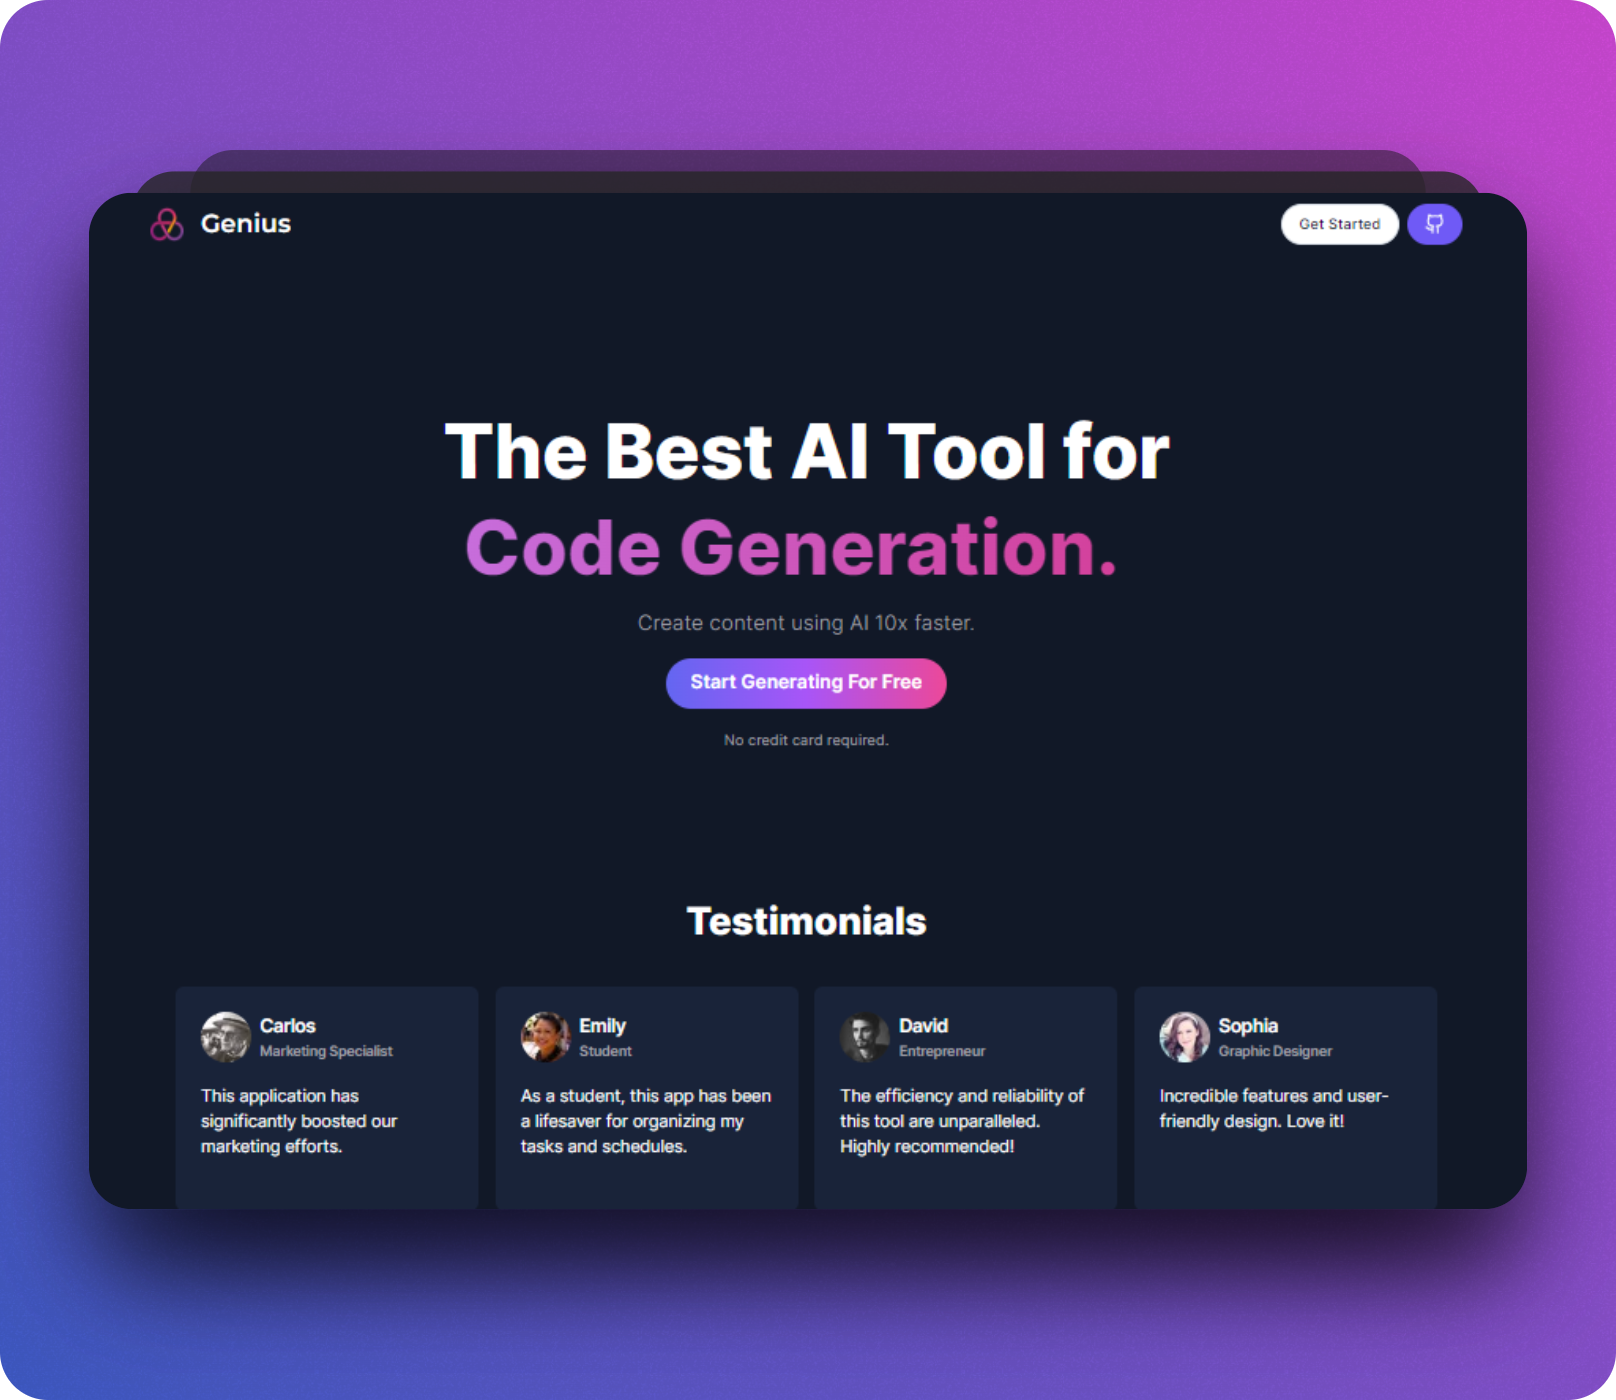 Genius
Get Started
The Best AI Tool for
Code Generation.
Create content using AI 10x faster.
Start Generating For Free
No credit card required.
Testimonials
Carlos
Marketing Specialist
This application has
significantly boosted our
marketing efforts.
Emily
Student
As a student, this app has been
a lifesaver for organizing my
tasks and schedules.
David
Entrepreneur
The efficiency and reliability of
this tool are unparalleled.
Highly recommended!
Sophia
Graphic Designer
Incredible features and user-
friendly design. Love it!